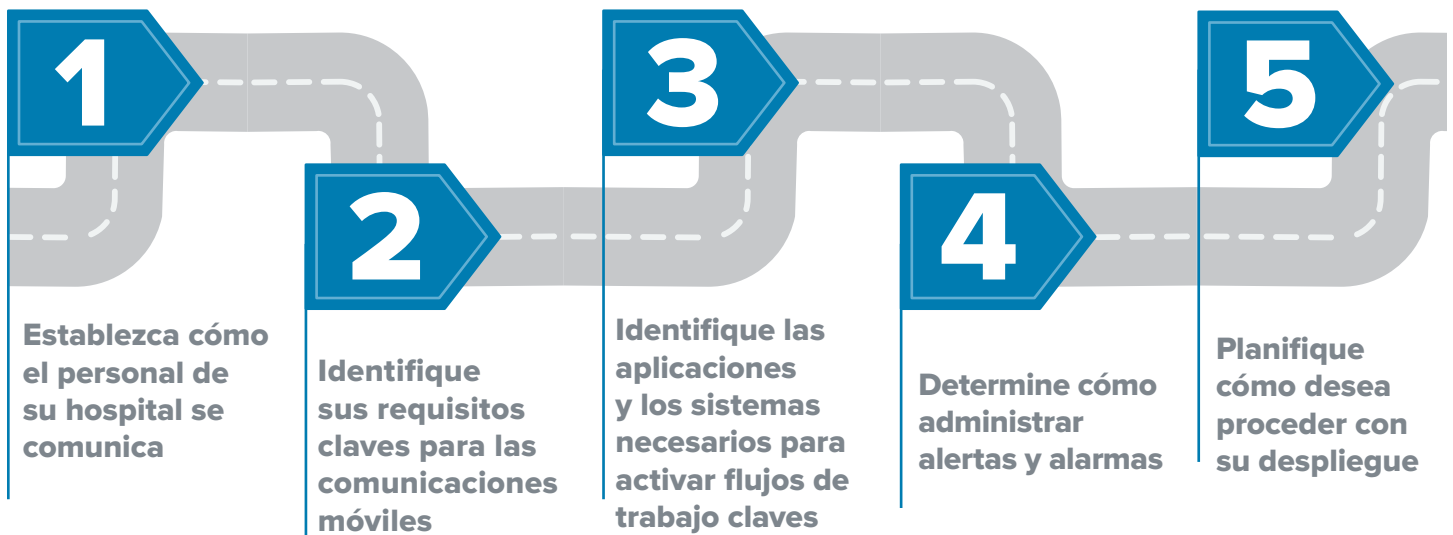 1
Establezca cómo
el personal de
su hospital se
comunica
2
Identifique
sus requisitos
claves para las
comunicaciones
móviles
3
Identifique las
aplicaciones
y los sistemas
necesarios para
activar flujos de
trabajo claves
4
Determine cómo
administrar
alertas y alarmas
5
Planifique
cómo desea
proceder con
su despliegue